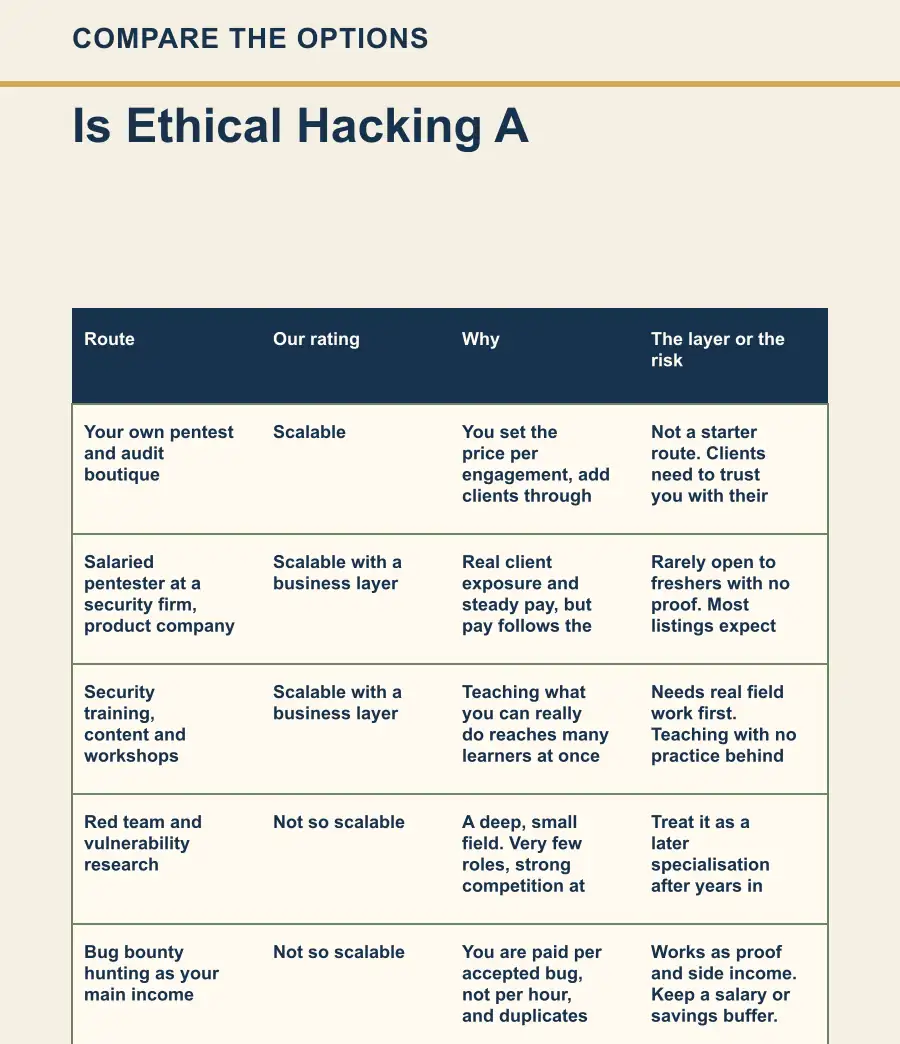 COMPARE THE OPTIONS
Is Ethical Hacking A
Route
Our rating
Why
The layer or the
risk
Your own pentest
and audit
boutique
Scalable
You set the
price per
engagement, add
clients through
Not a starter
route. Clients
need to trust
you with their
Salaried
pentester at a
security firm,
product company
Scalable with a
business layer
Real client
exposure and
steady pay, but
pay follows the
Rarely open to
freshers with no
proof. Most
listings expect
Security
training,
content and
workshops
Scalable with a
business layer
Teaching what
you can really
do reaches many
learners at once
Needs real field
work first.
Teaching with no
practice behind
Red team and
vulnerability
research
Not so scalable
A deep, small
field. Very few
roles, strong
competition at
Treat it as a
later
specialisation
after years in
Bug bounty
hunting as your
main income
Not so scalable
You are paid per
accepted bug,
not per hour,
and duplicates
Works as proof
and side income.
Keep a salary or
savings buffer.